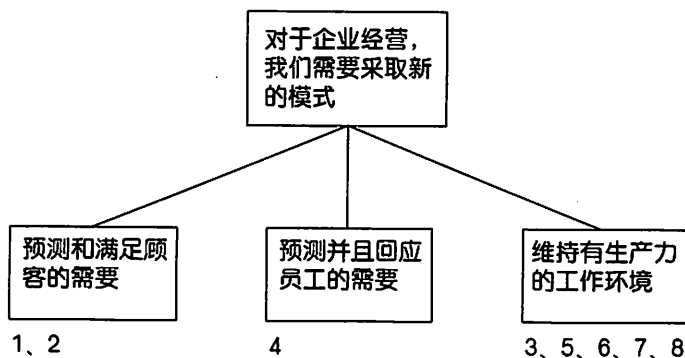 对于企业经营，
我们需要采取新
的模式
预测和满足顾
客的需要
预测并且回应
员工的需要
维持有生产力
的工作环境
1、2
4
3、5、6、7、8